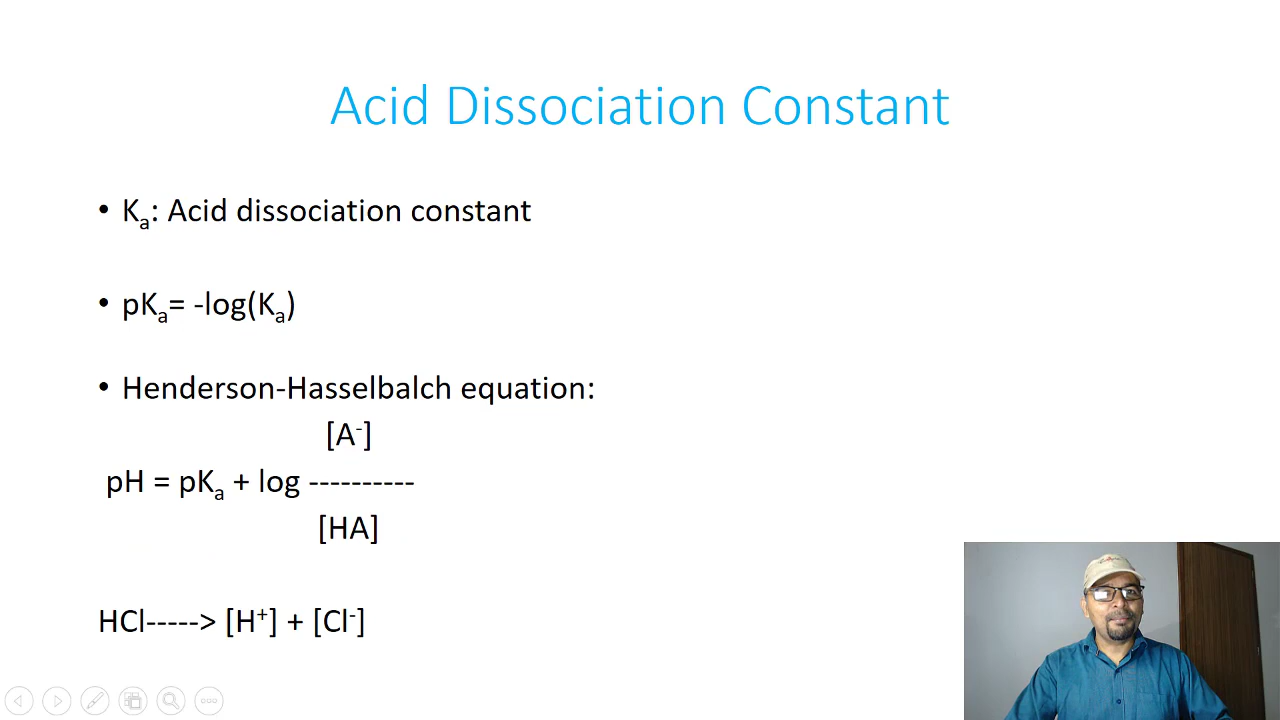 Acid Dissociation Constant
• Kₐ: Acid dissociation constant
• pKₐ= -log(Kₐ)
• Henderson-Hasselbalch equation:
[A⁻]
pH = pKₐ + log ----------
[HA]
HCl-----> [H⁺] + [Cl⁻]